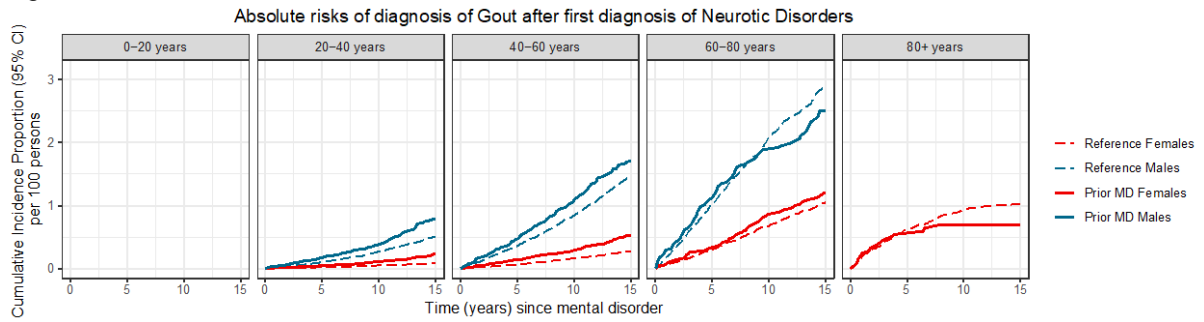 Absolute risks of diagnosis of Gout after first diagnosis of Neurotic Disorders
Cumulative Incidence Proportion (95% CI)
per 100 persons
0−20 years
20−40 years
40−60 years
60−80 years
80+ years
3
2
1
0
0 5 10 15
0 5 10 15
0 5 10 15
0 5 10 15
0 5 10 15
Time (years) since mental disorder
Reference Females
Reference Males
Prior MD Females
Prior MD Males